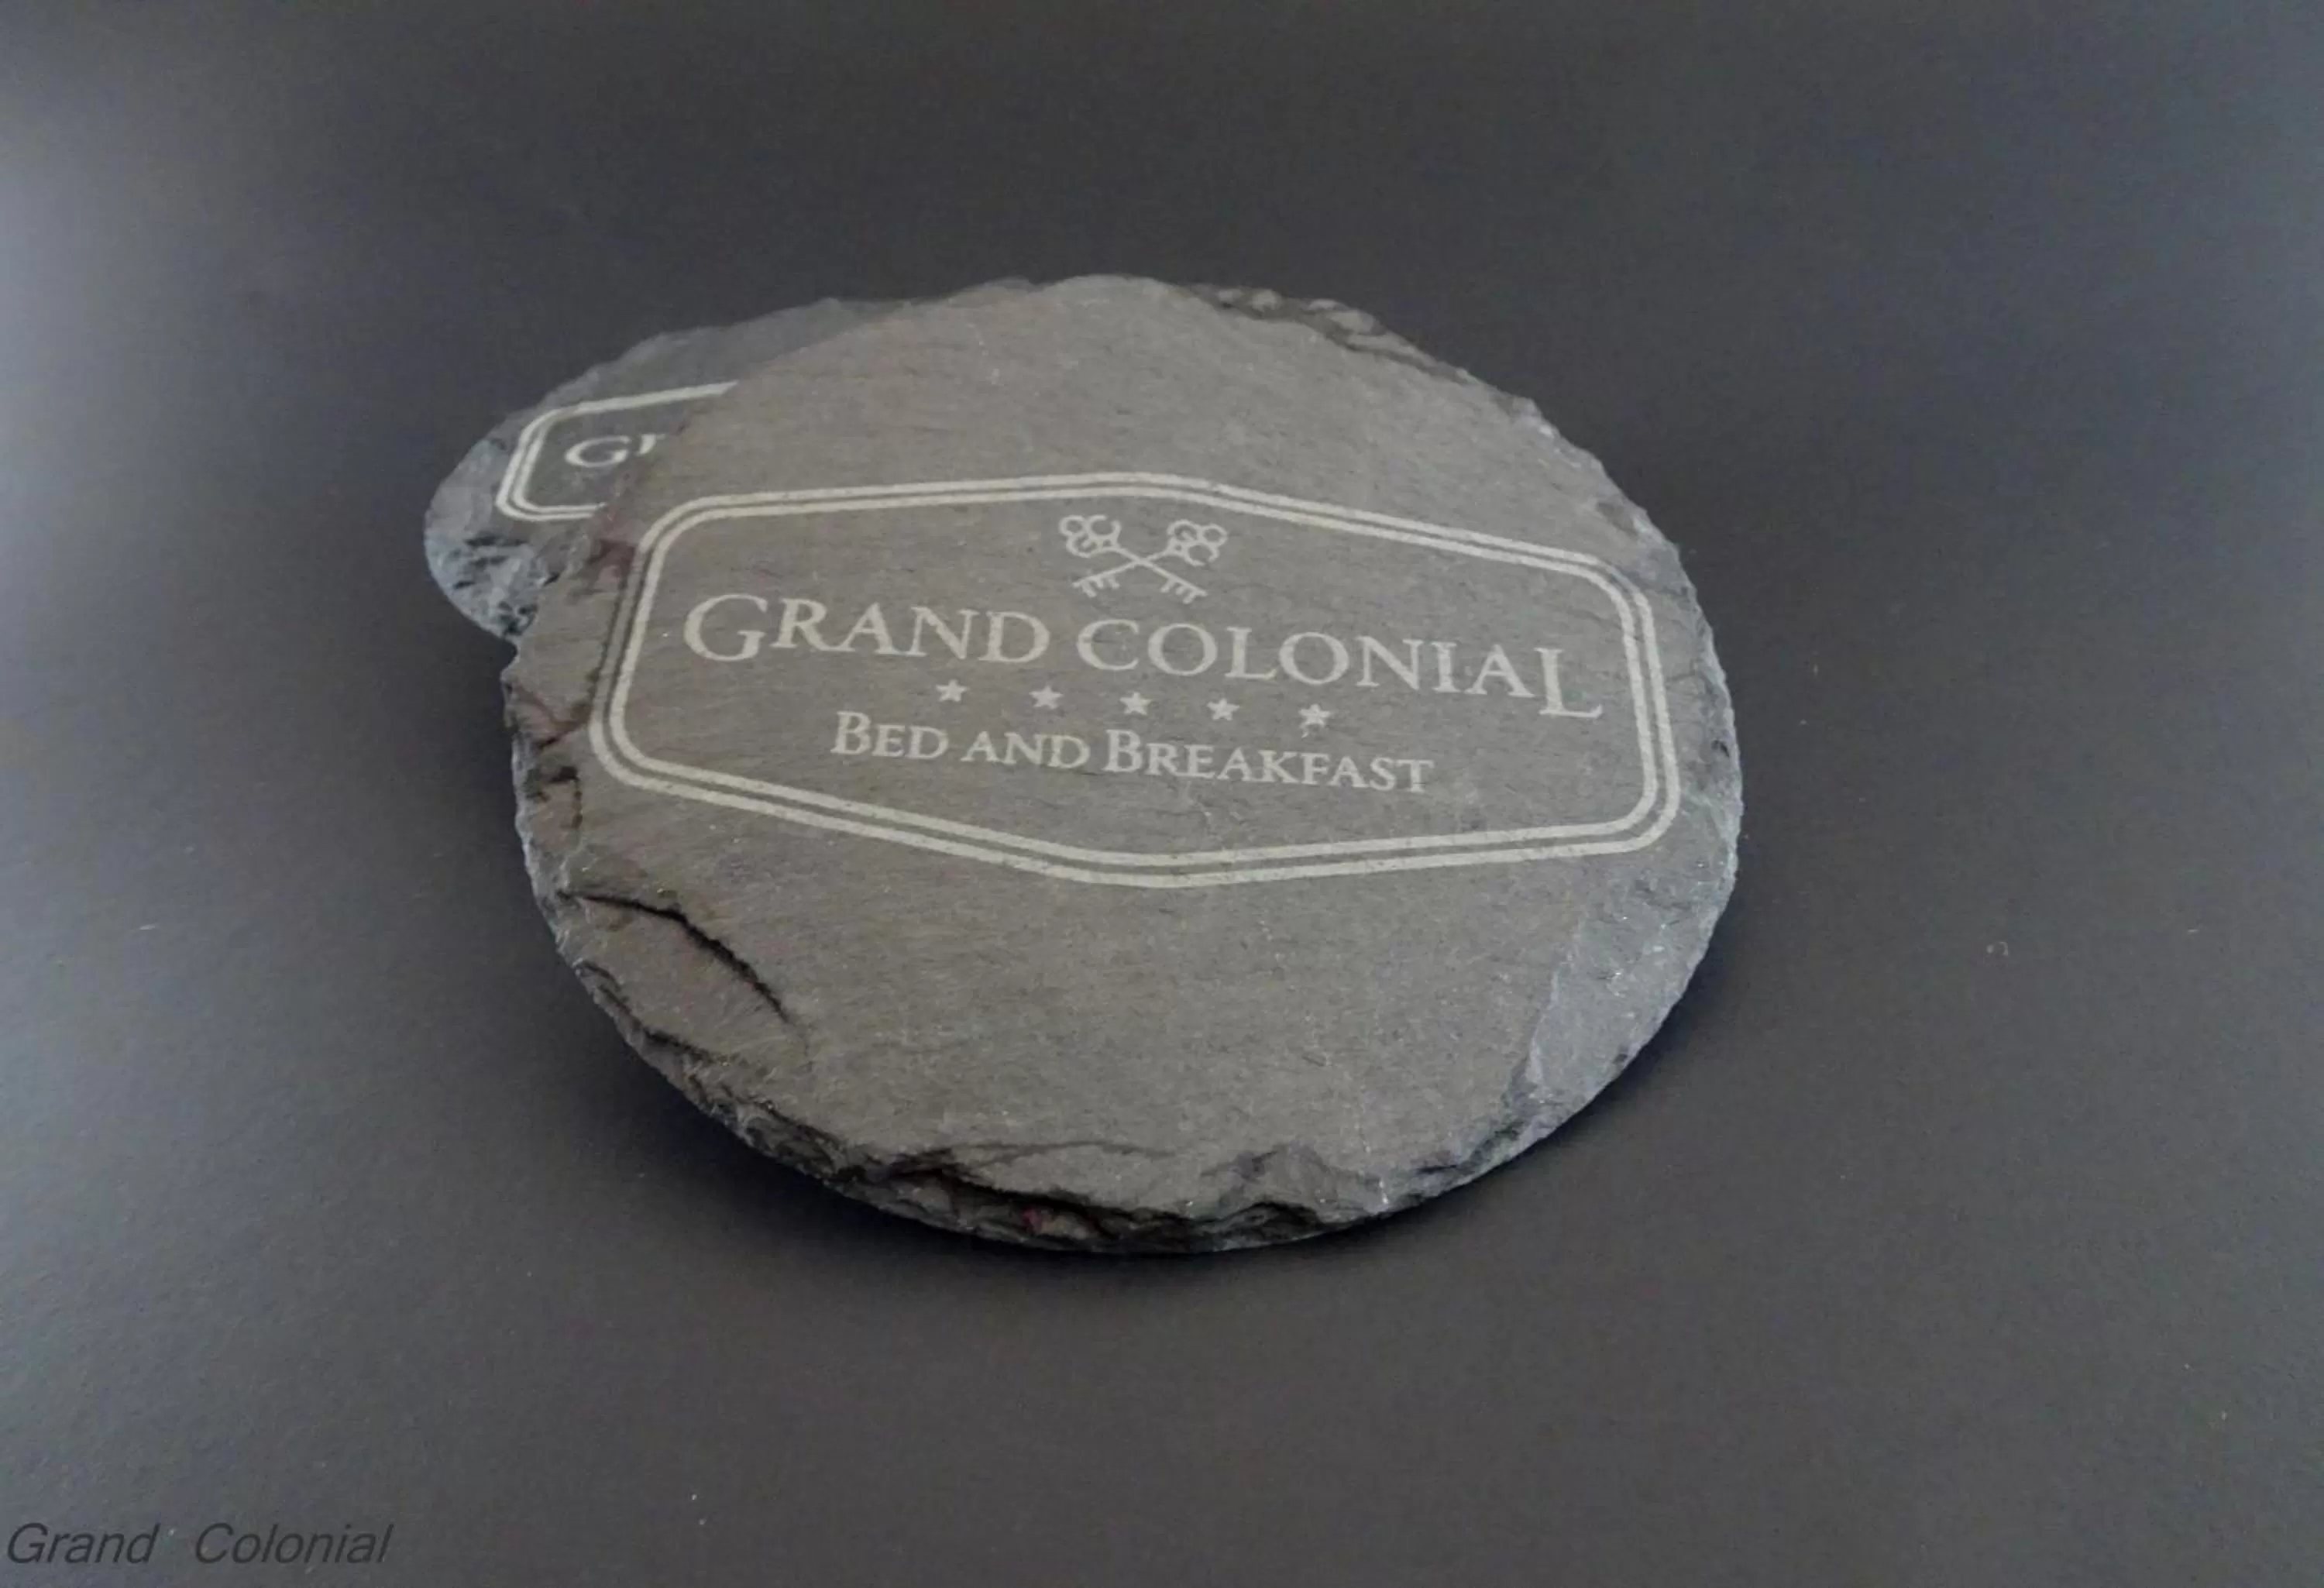 G
GRAND COLONIAL
BED AND BREAKFAST
Grand Colonial